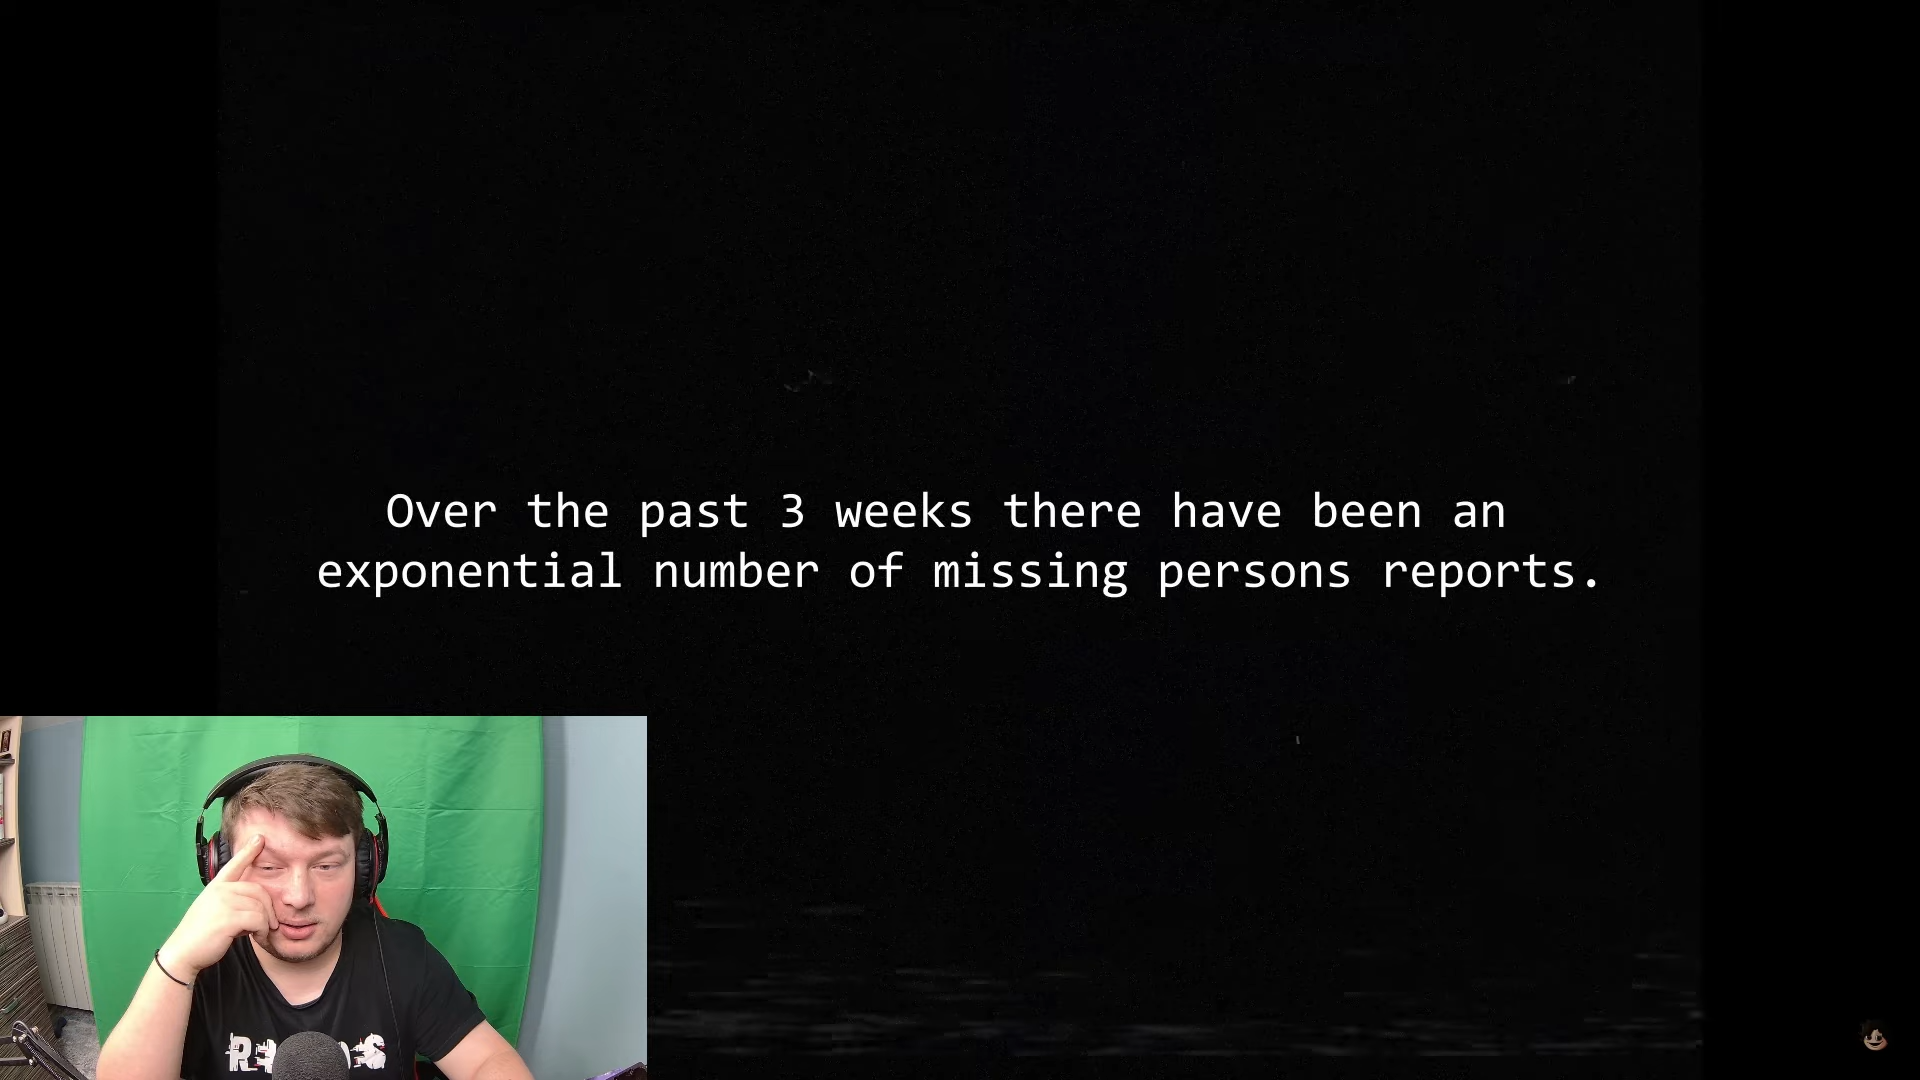 Over the past 3 weeks there have been an
exponential number of missing persons reports.